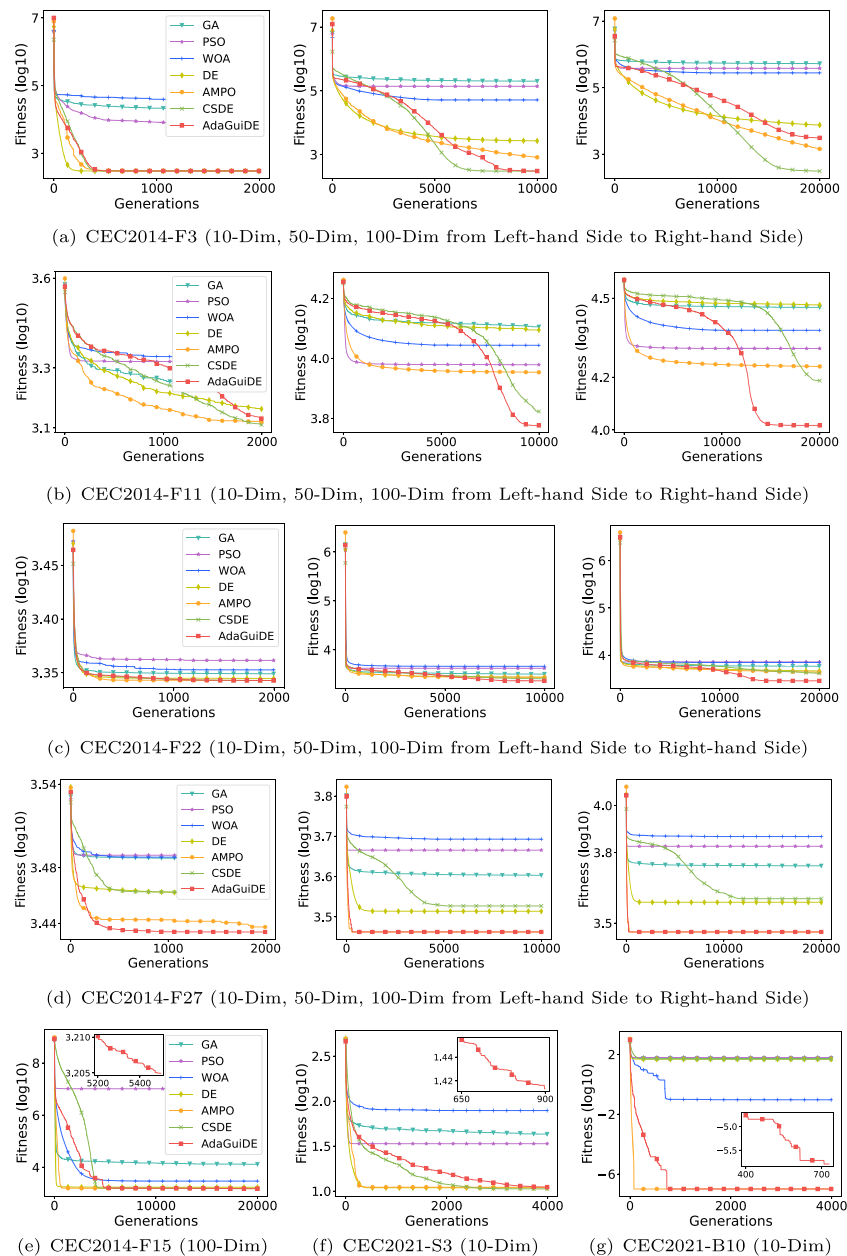 7
5
3
Fitness (log10)
0
1000
2000
Generations
GA
PSO
WOA
DE
AMPO
CSDE
AdaGuiDE
7
5
3
Fitness (log10)
0
5000
10000
Generations
7
5
3
Fitness (log10)
0
10000
20000
Generations
(a) CEC2014-F3 (10-Dim, 50-Dim, 100-Dim from Left-hand Side to Right-hand Side)
3.6
3.3
3.1
Fitness (log10)
0
1000
2000
Generations
GA
PSO
WOA
DE
AMPO
CSDE
AdaGuiDE
4.2
4.0
3.8
Fitness (log10)
0
5000
10000
Generations
4.5
4.2
4.0
Fitness (log10)
0
10000
20000
Generations
(b) CEC2014-F11 (10-Dim, 50-Dim, 100-Dim from Left-hand Side to Right-hand Side)
3.45
3.40
3.35
Fitness (log10)
0
1000
2000
Generations
GA
PSO
WOA
DE
AMPO
CSDE
AdaGuiDE
6
5
4
Fitness (log10)
0
5000
10000
Generations
6
5
4
Fitness (log10)
0
10000
20000
Generations
(c) CEC2014-F22 (10-Dim, 50-Dim, 100-Dim from Left-hand Side to Right-hand Side)
3.54
3.48
3.44
Fitness (log10)
0
1000
2000
Generations
GA
PSO
WOA
DE
AMPO
CSDE
AdaGuiDE
3.8
3.7
3.6
3.5
Fitness (log10)
0
5000
10000
Generations
4.0
3.8
3.5
Fitness (log10)
0
10000
20000
Generations
(d) CEC2014-F27 (10-Dim, 50-Dim, 100-Dim from Left-hand Side to Right-hand Side)
8
6
4
Fitness (log10)
0
10000
20000
Generations
3.210
3.205
5200
5400
GA
PSO
WOA
DE
AMPO
CSDE
AdaGuiDE
2.5
2.0
1.5
1.0
Fitness (log10)
0
2000
4000
Generations
1.44
1.42
650
900
2
−2
−6
Fitness (log10)
0
2000
4000
Generations
−5.0
−5.5
400
700
(e) CEC2014-F15 (100-Dim)
(f) CEC2021-S3 (10-Dim)
(g) CEC2021-B10 (10-Dim)